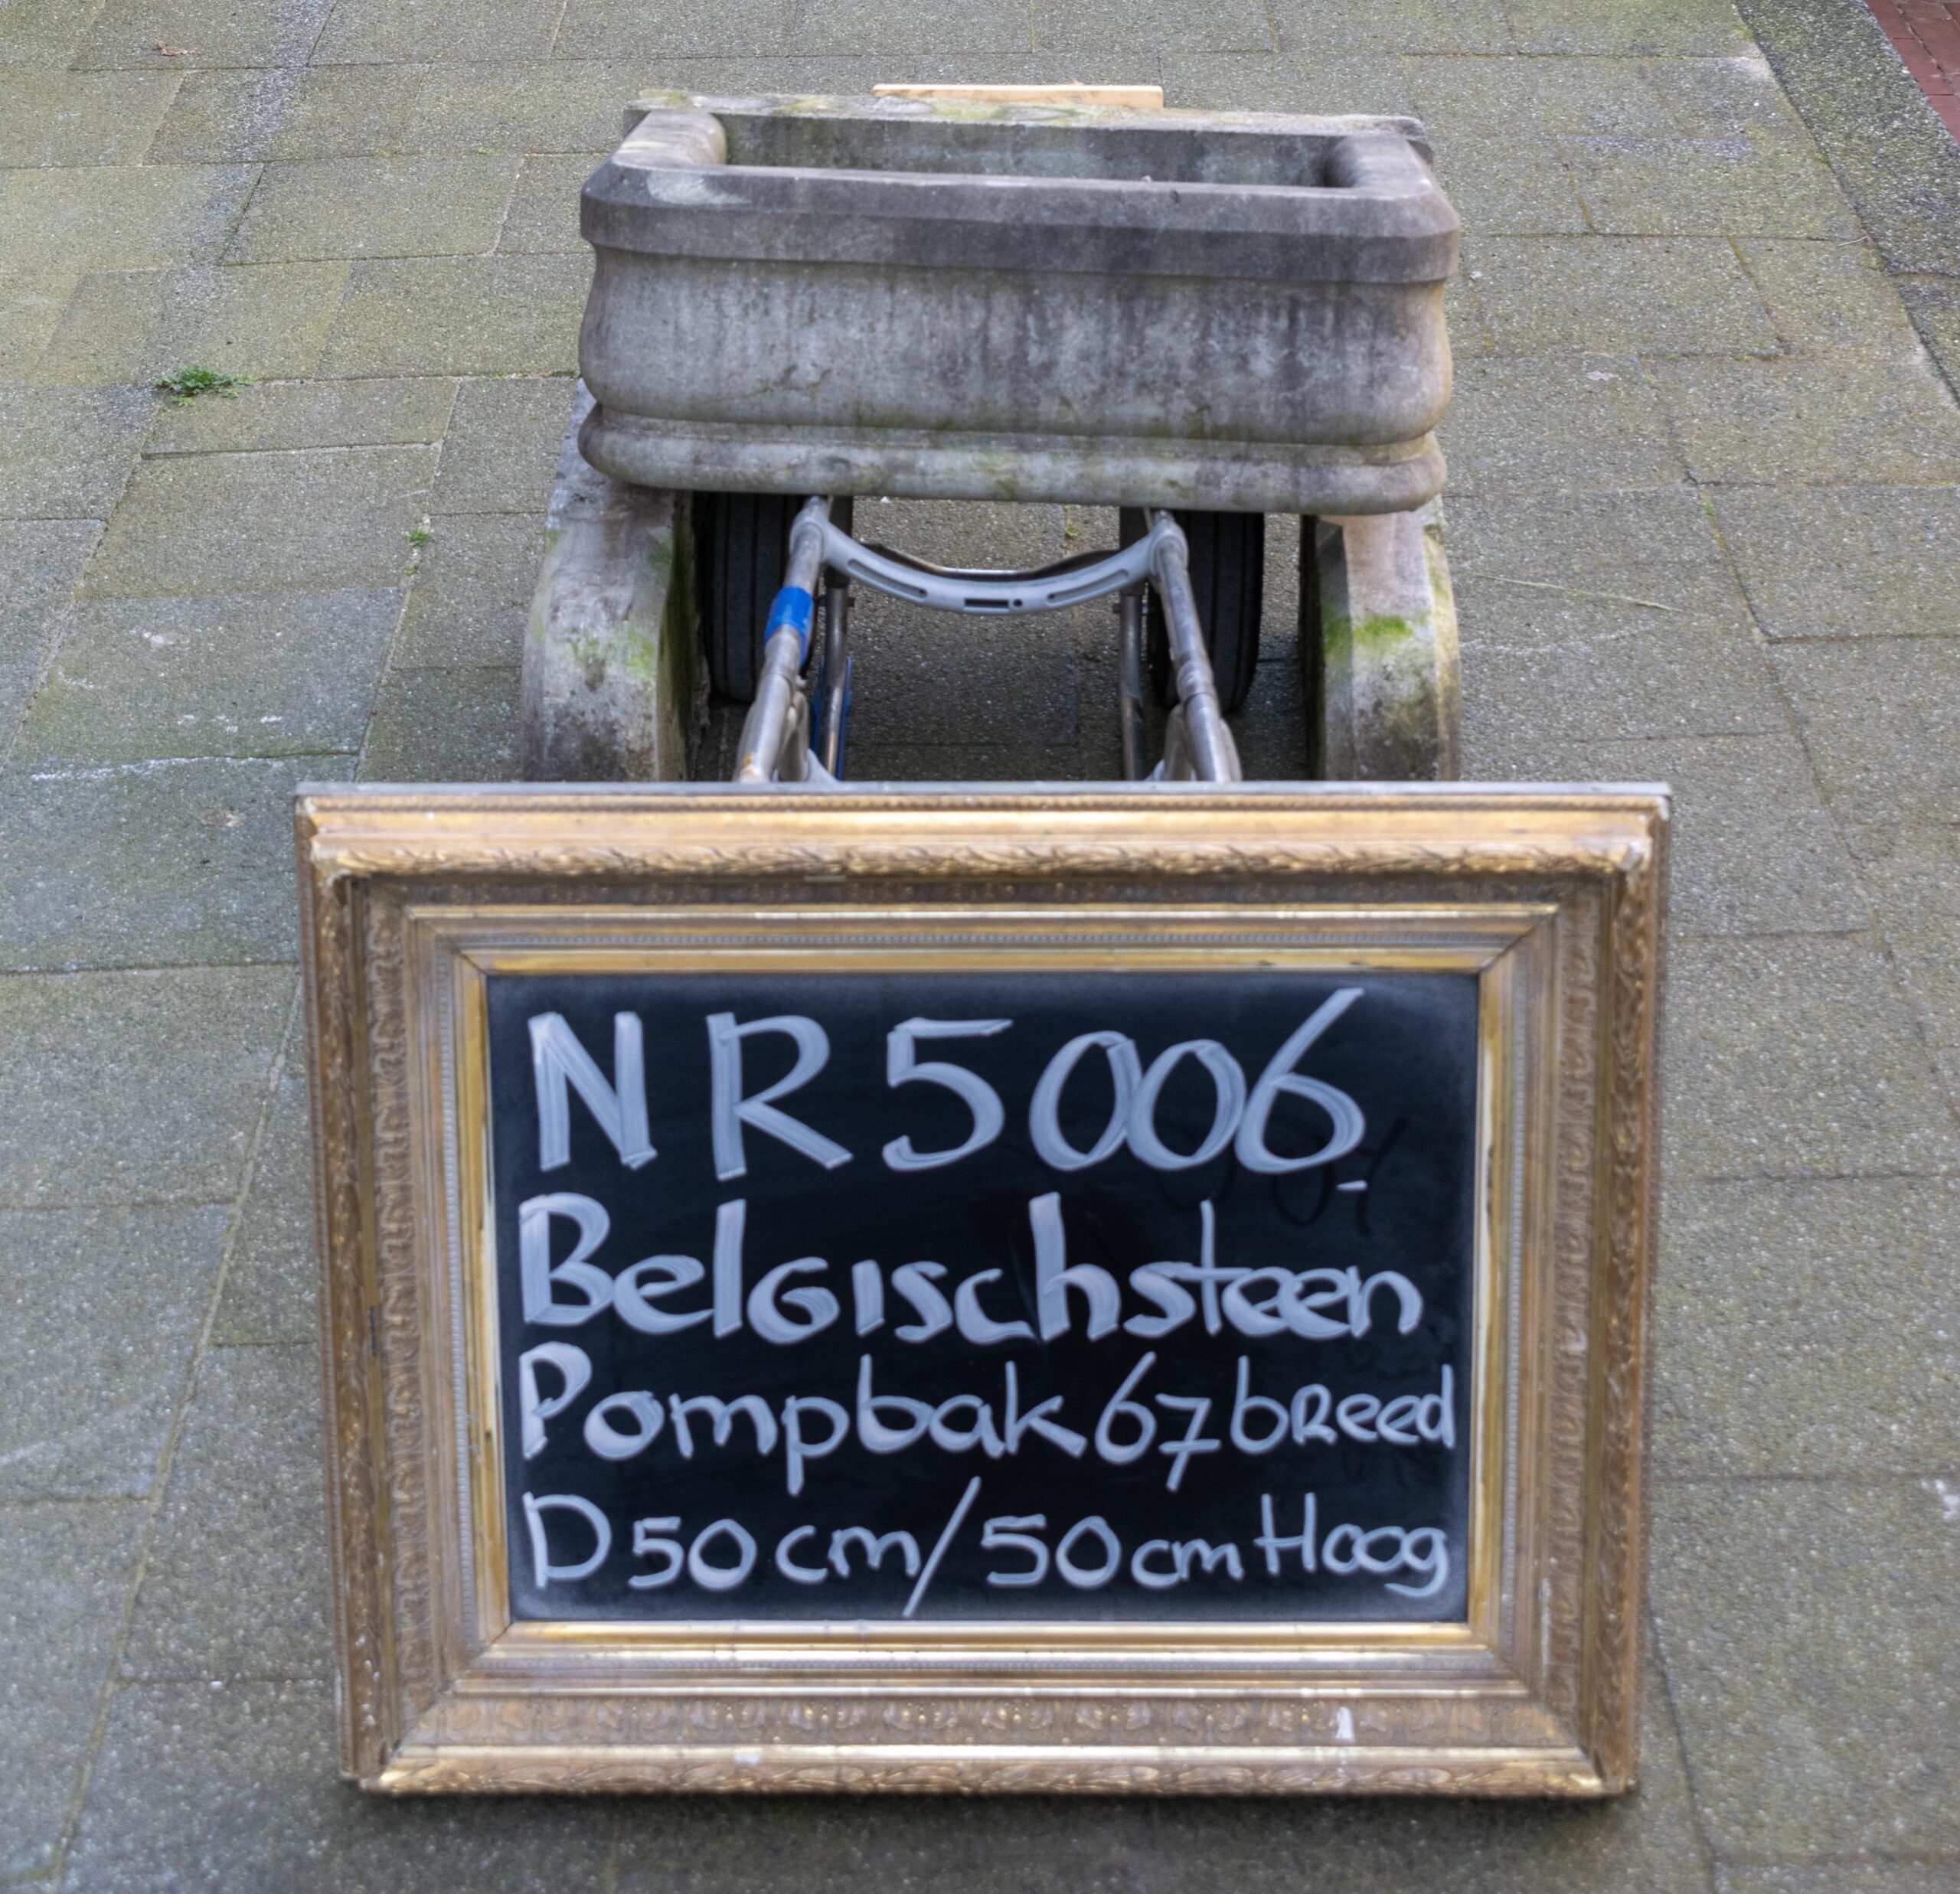 NR 5006
Belgischsteen
Pompbak 67 breed
D 50 cm / 50 cm Hoog